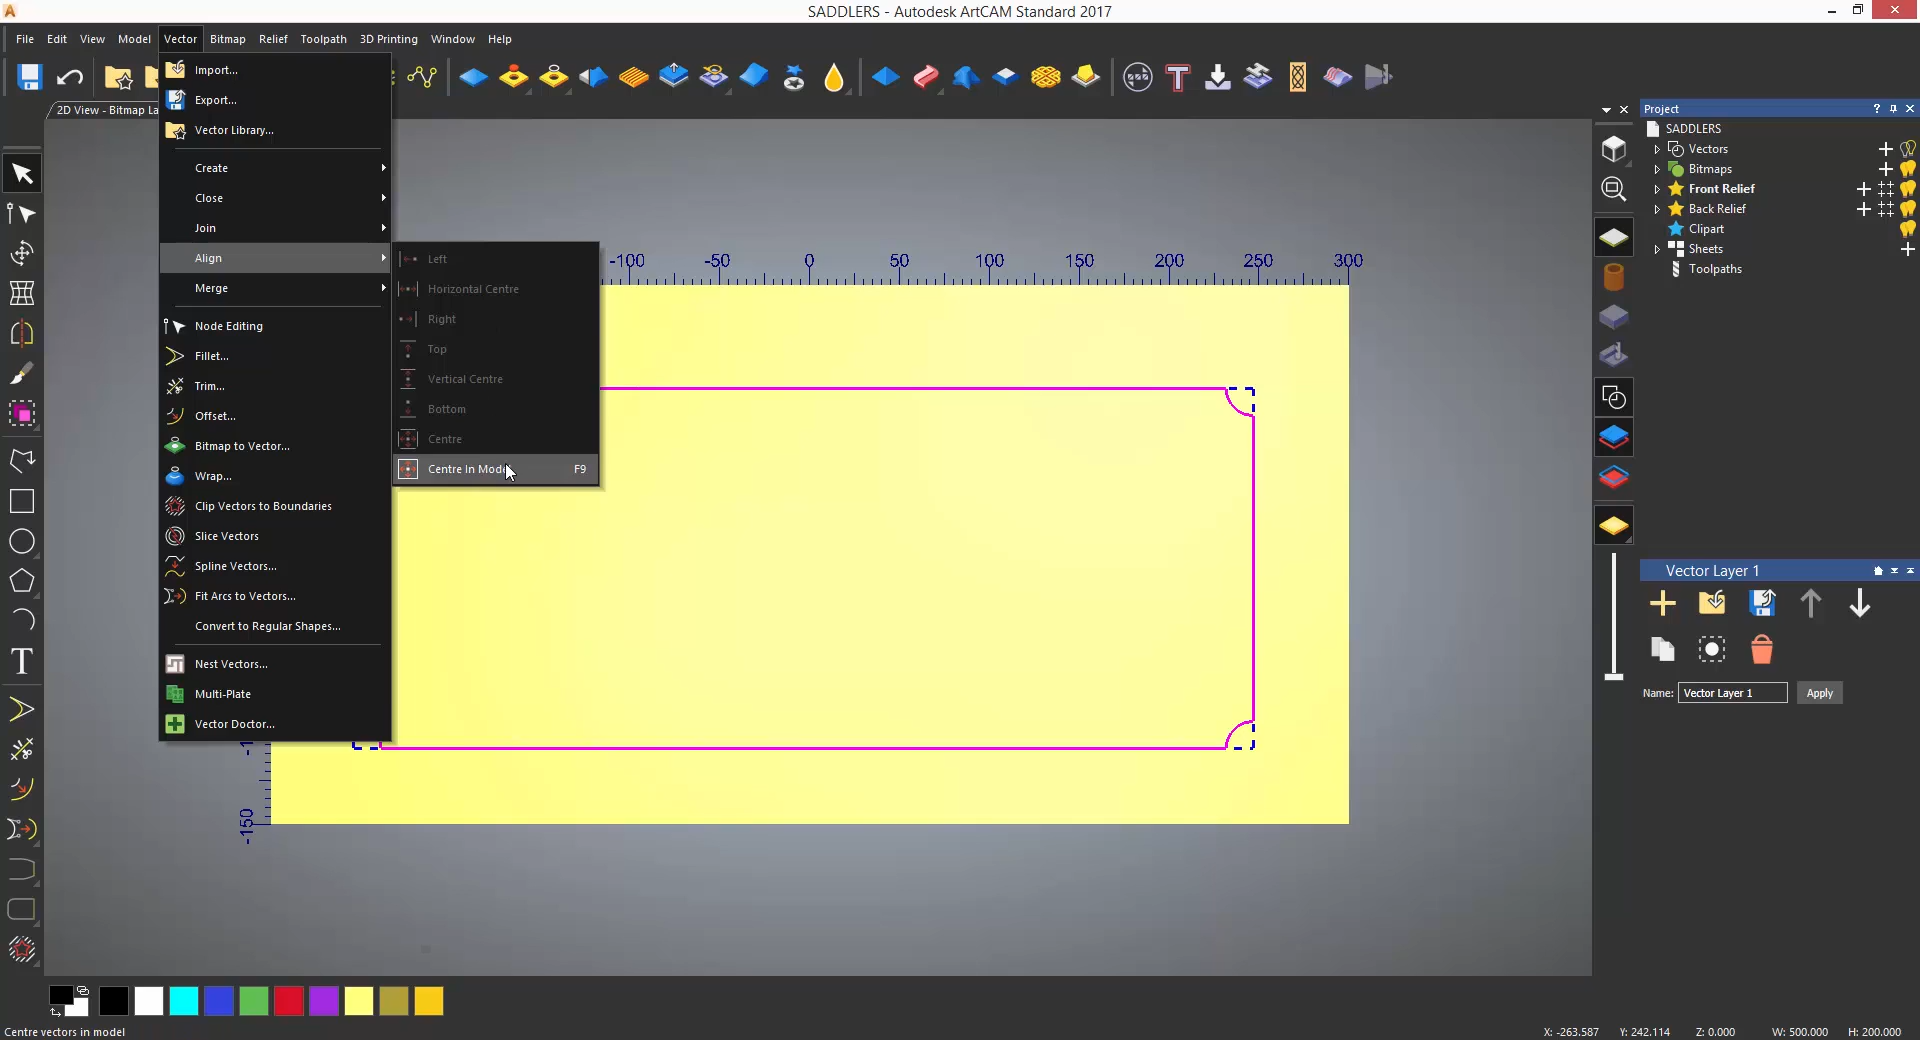 SADDLERS - Autodesk ArtCAM Standard 2017
File Edit View Model Vector Bitmap Relief Toolpath 3D Printing Window Help
2D View - Bitmap La
Import...
Export...
Vector Library...
Create
Close
Join
Align
Merge
Node Editing
Fillet...
Trim...
Offset...
Bitmap to Vector...
Wrap...
Clip Vectors to Boundaries
Slice Vectors
Spline Vectors...
Fit Arcs to Vectors...
Convert to Regular Shapes...
Nest Vectors...
Multi-Plate
Vector Doctor...
Left
Horizontal Centre
Right
Top
Vertical Centre
Bottom
Centre
Centre In Model F9
-100 -50 0 50 100 150 200 250 300
-150
Project
SADDLERS
Vectors
Bitmaps
Front Relief
Back Relief
Clipart
Sheets
Toolpaths
Vector Layer 1
Name: Vector Layer 1 Apply
Centre vectors in model
X: -263.587 Y: 242.114 Z: 0.000 W: 500.000 H: 200.000